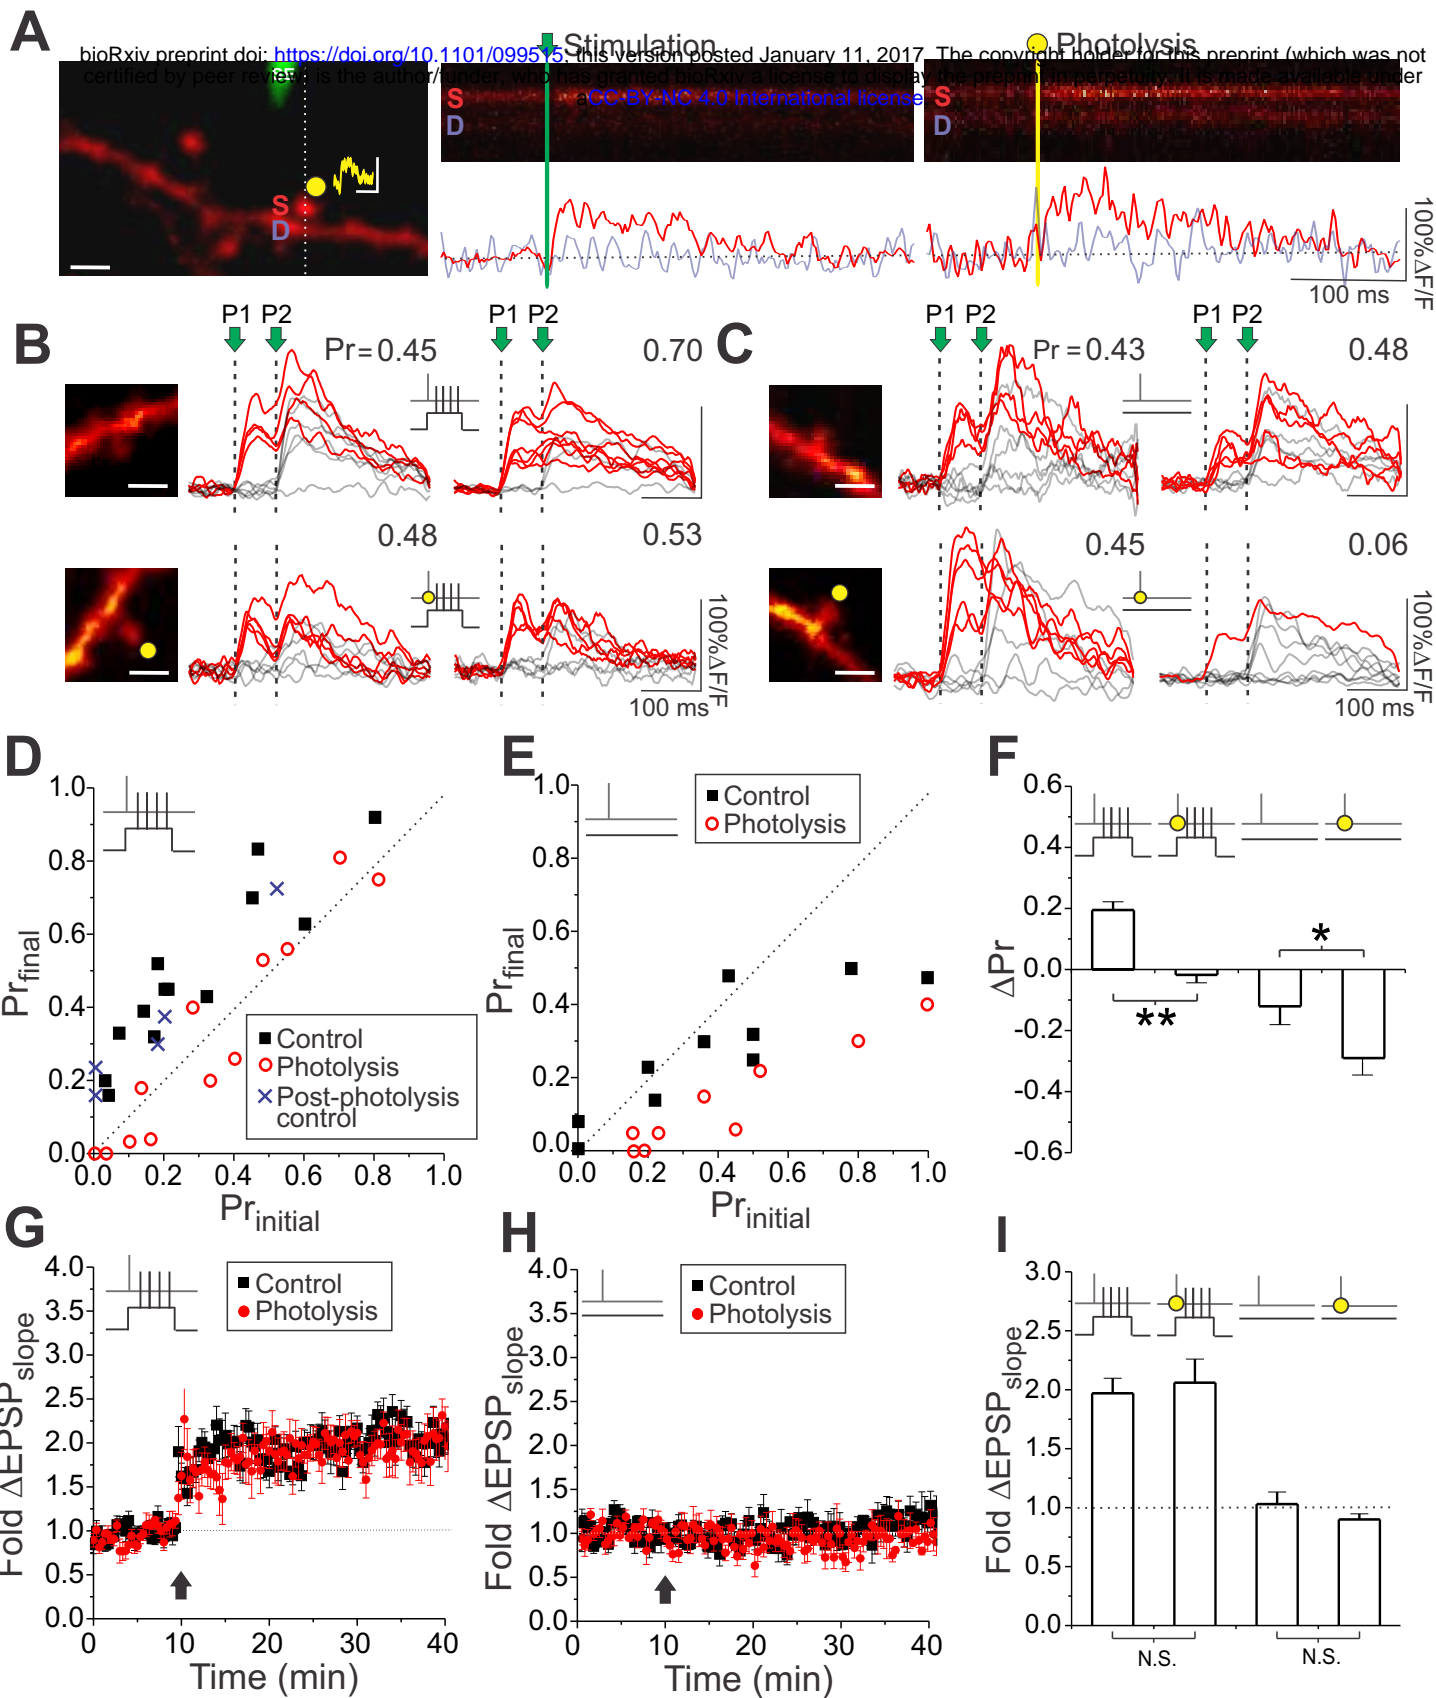 A
Stimulation
Photolysis
bioRxiv preprint doi: https://doi.org/10.1101/099515; this version posted January 11, 2017. The copyright holder for this preprint (which was not
certified by peer review) is the author/funder, who has granted bioRxiv a license to display the preprint in perpetuity. It is made available under
aCC-BY-NC 4.0 International license
SE
S
D
S
D
S
D
100%ΔF/F
100 ms
B
P1 P2
Pr = 0.45
P1 P2
0.70
0.48
0.53
100%ΔF/F
100 ms
C
P1 P2
Pr = 0.43
P1 P2
0.48
0.45
0.06
100%ΔF/F
100 ms
D
1.0
0.8
0.6
0.4
0.2
0.0
Prfinal
Control
Photolysis
Post-photolysis
control
0.0 0.2 0.4 0.6 0.8 1.0
Prinitial
E
1.0
0.8
0.6
0.4
0.2
0.0
Prfinal
Control
Photolysis
0.0 0.2 0.4 0.6 0.8 1.0
Prinitial
F
0.6
0.4
0.2
0.0
-0.2
-0.4
-0.6
ΔPr
**
*
G
4.0
3.5
3.0
2.5
2.0
1.5
1.0
0.5
0.0
Fold ΔEPSPslope
Control
Photolysis
0 10 20 30 40
Time (min)
H
4.0
3.5
3.0
2.5
2.0
1.5
1.0
0.5
0.0
Fold ΔEPSPslope
Control
Photolysis
0 10 20 30 40
Time (min)
I
3.0
2.5
2.0
1.5
1.0
0.5
0.0
Fold ΔEPSPslope
N.S.
N.S.